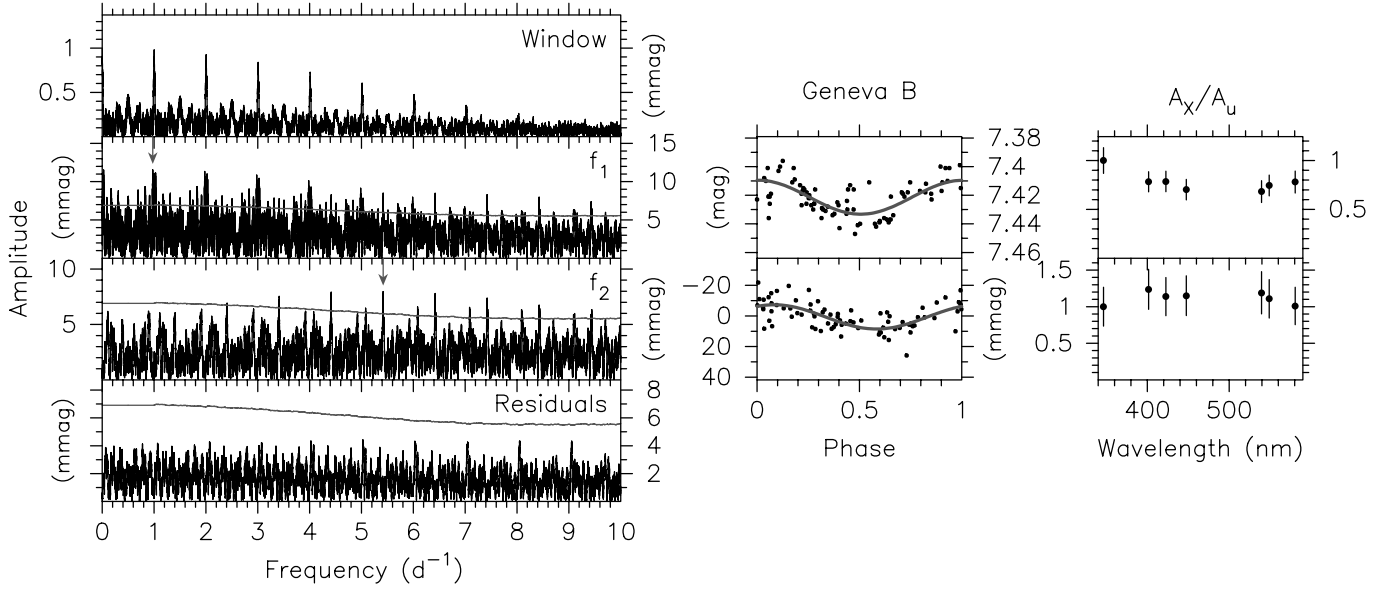 Window
1
0.5
(mmag)
f1
15
10
5
(mmag)
f2
10
5
(mmag)
Residuals
8
6
4
2
(mmag)
Amplitude
0 1 2 3 4 5 6 7 8 9 10
Frequency (d−1)
Geneva B
(mag)
7.38
7.4
7.42
7.44
7.46
−20
0
20
40
(mmag)
0 0.5 1
Phase
AX/Au
1
0.5
1.5
1
0.5
400 500
Wavelength (nm)